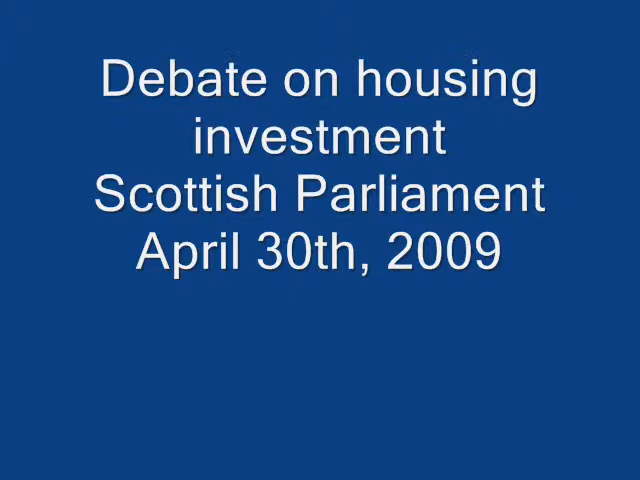 Debate on housing
investment
Scottish Parliament
April 30th, 2009